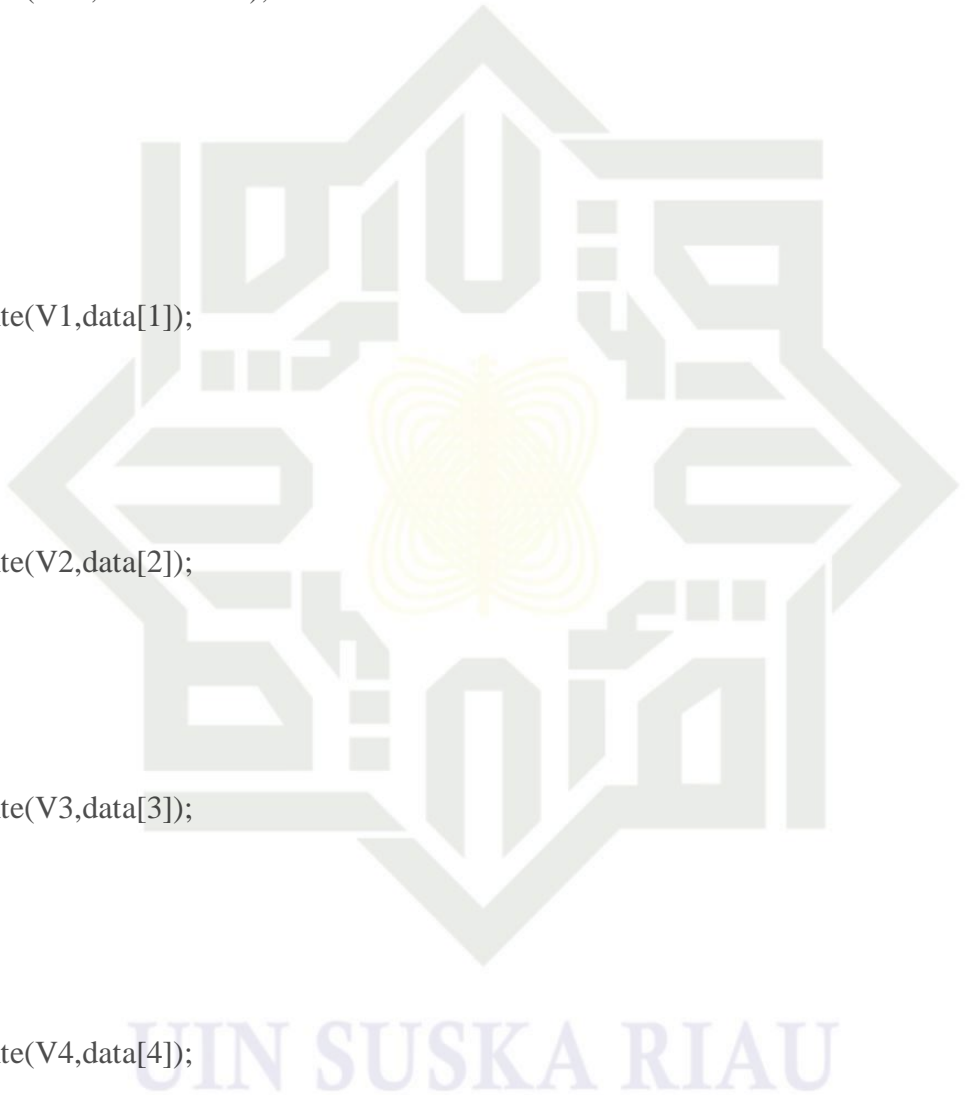 te(V1,data[1]);
te(V2,data[2]);
te(V3,data[3]);
te(V4,data[4]);
UIN SUSKA RIAU